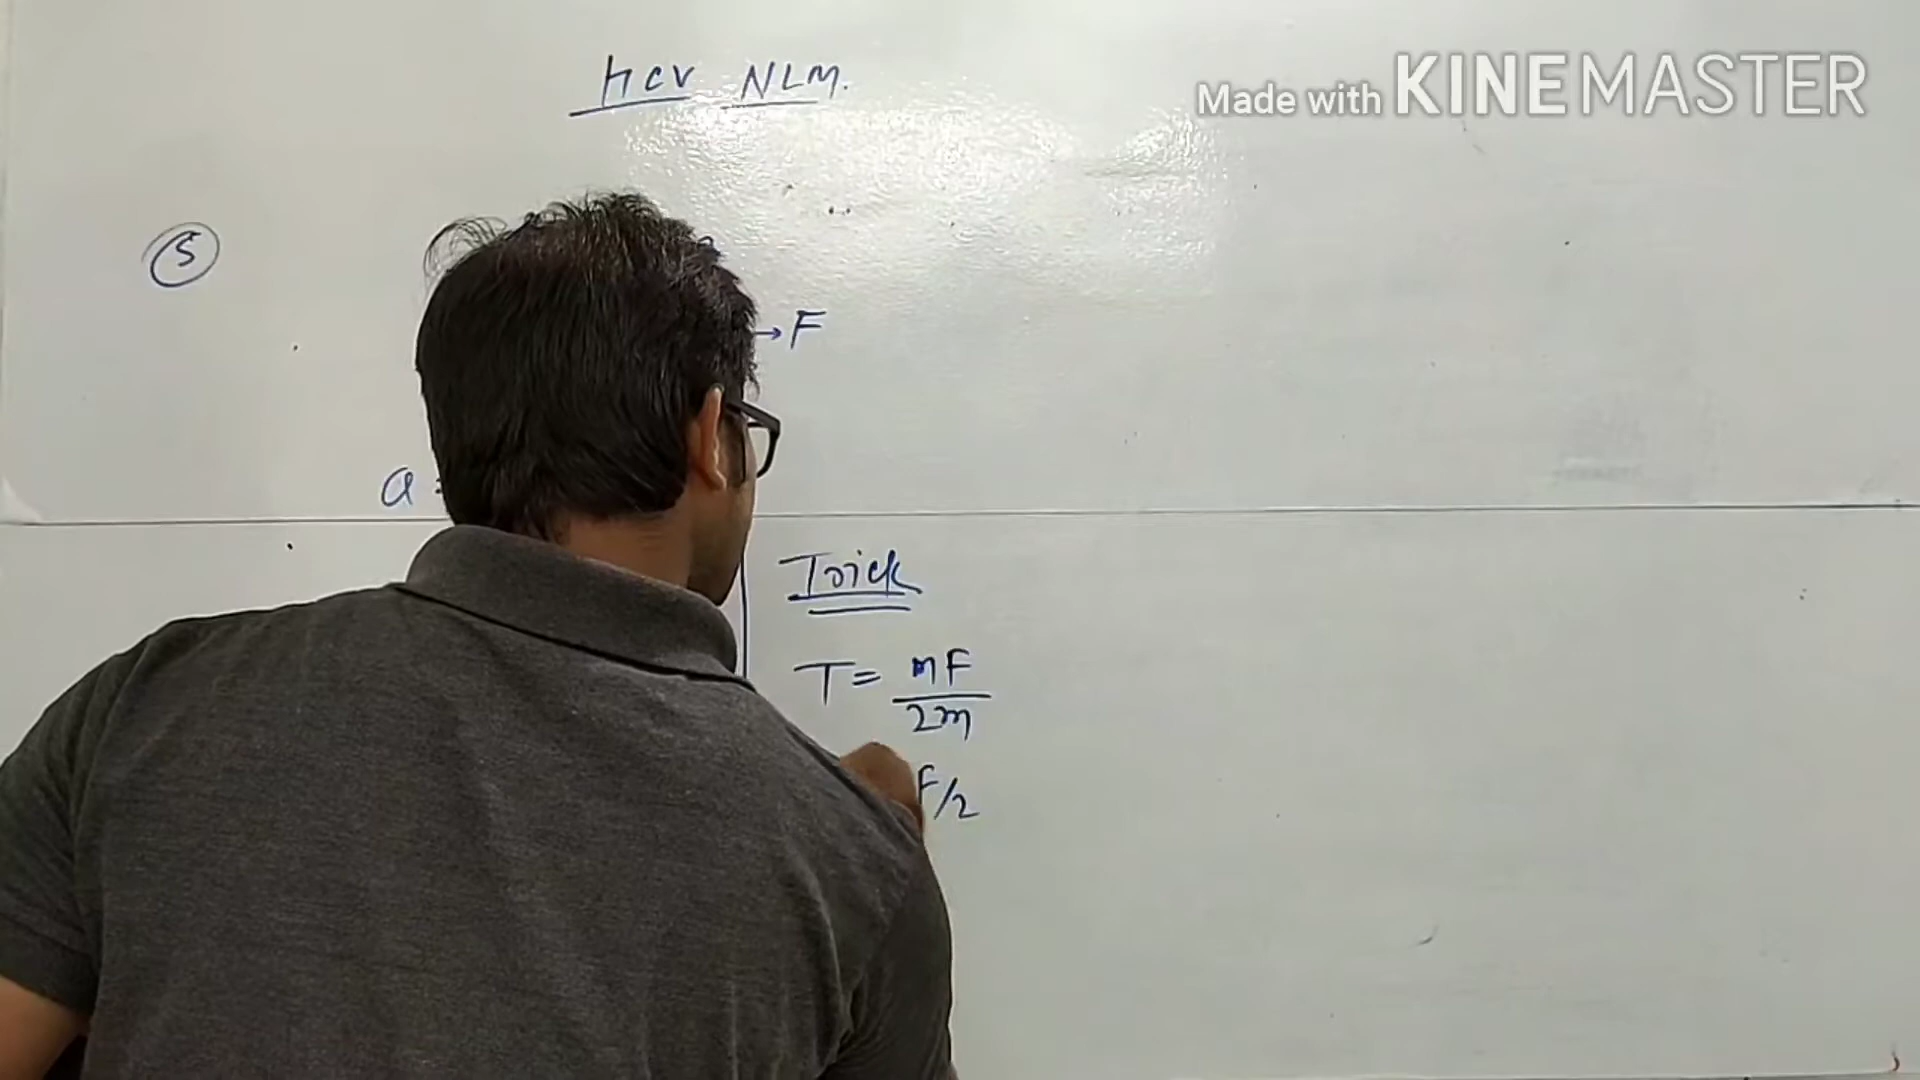 HCV NLM.
Made with KINEMASTER
5
→ F
a =
Trick
T = mF / 2m
F/2